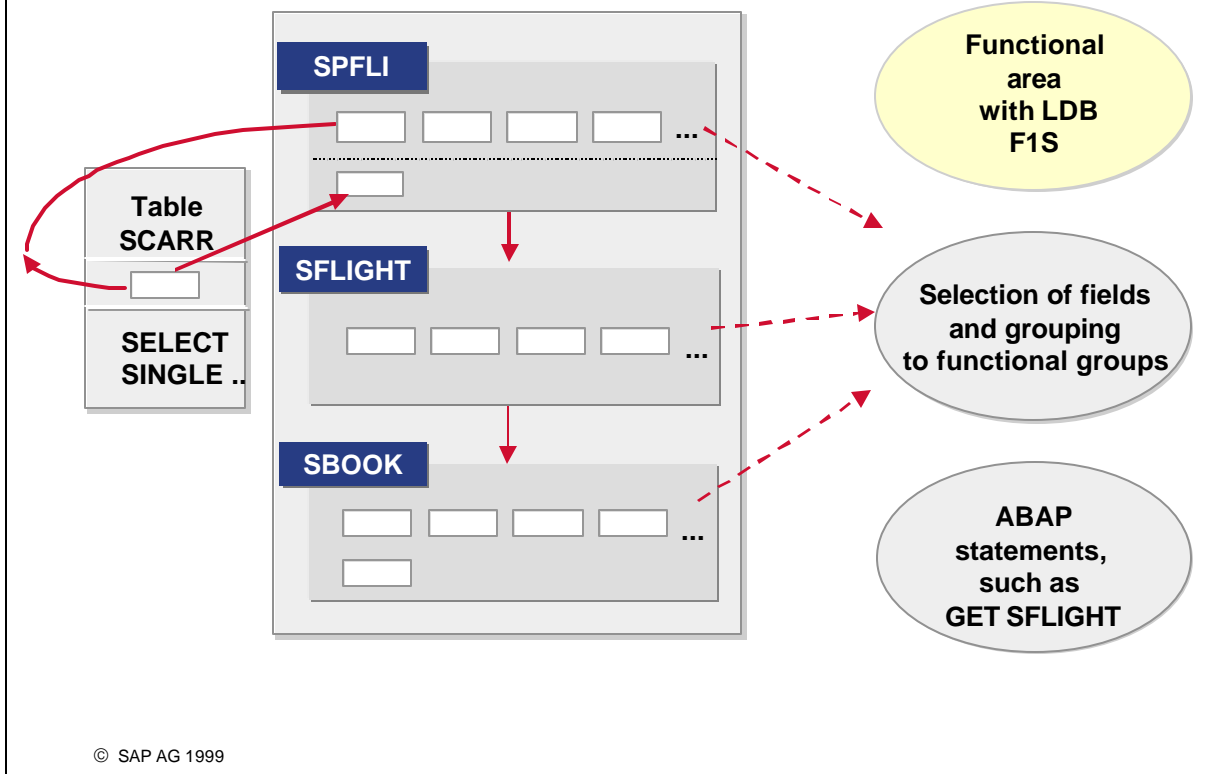 SPFLI
...
Table
SCARR
SELECT
SINGLE ..
SFLIGHT
...
SBOOK
...
Functional
area
with LDB
F1S
Selection of fields
and grouping
to functional groups
ABAP
statements,
such as
GET SFLIGHT
© SAP AG 1999